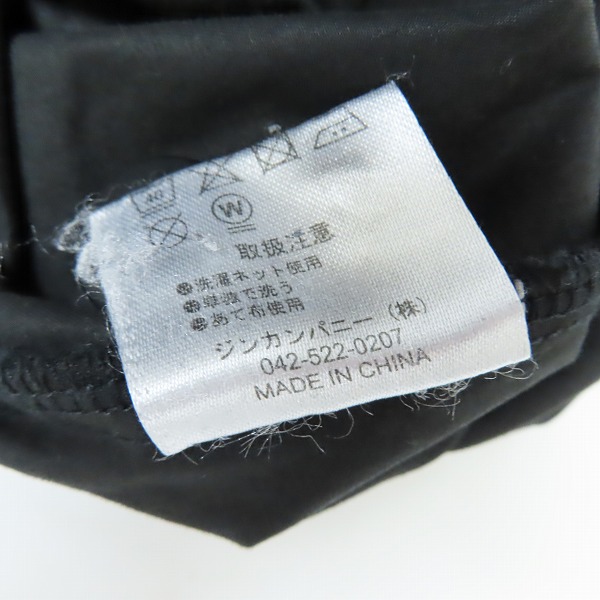 40
W
取扱注意
●洗濯ネット使用
●単独で洗う
●あて布使用
ジンカンパニー（株）
042-522-0207
MADE IN CHINA